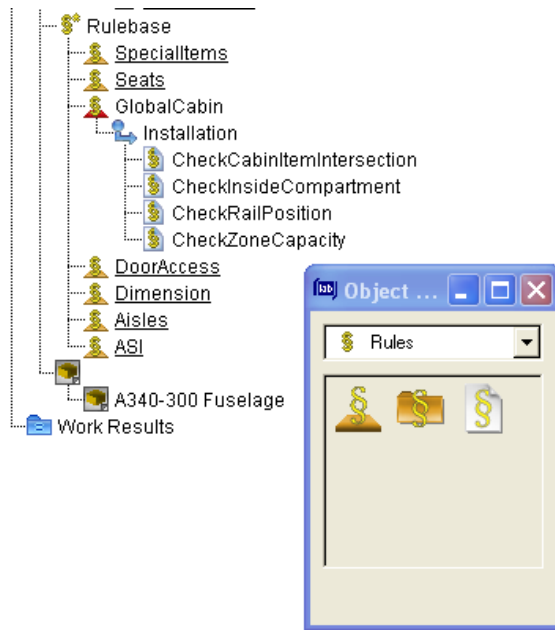 Rulebase
SpecialItems
Seats
GlobalCabin
Installation
CheckCabinItemIntersection
CheckInsideCompartment
CheckRailPosition
CheckZoneCapacity
DoorAccess
Dimension
Aisles
ASI
A340-300 Fuselage
Work Results
Object ...
Rules